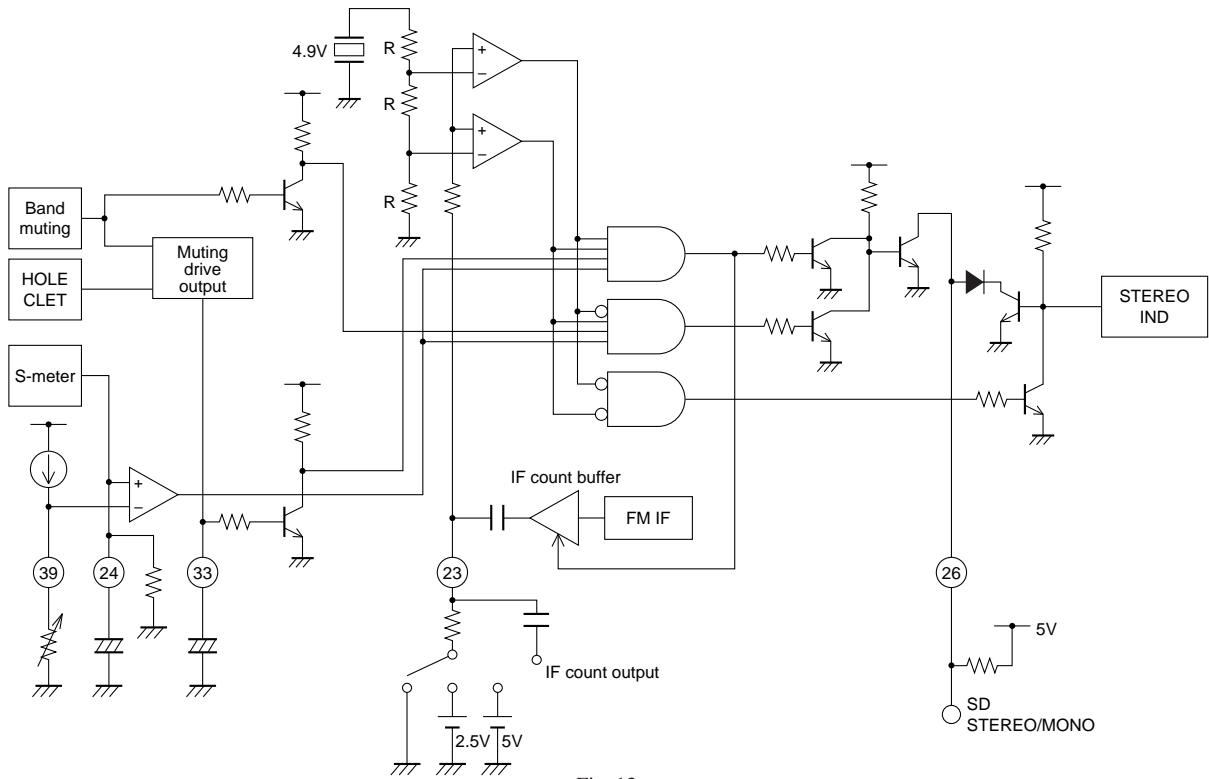 4.9V
R
R
R
Band
muting
Muting
drive
output
HOLE
CLET
S-meter
STEREO
IND
IF count buffer
FM IF
39
24
33
23
26
5V
IF count output
SD
STEREO/MONO
2.5V
5V